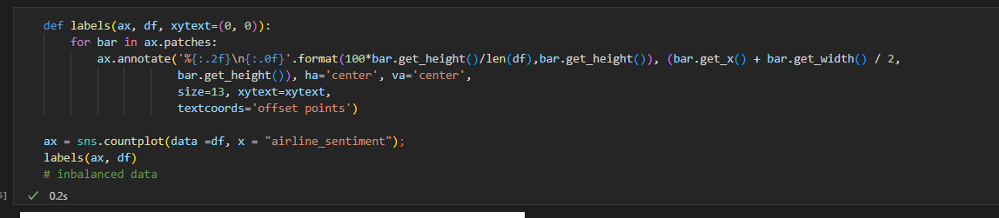 def labels(ax, df, xytext=(0, 0)):
for bar in ax.patches:
ax.annotate('%{:.2f}\n{:.0f}'.format(100*bar.get_height()/len(df),bar.get_height()), (bar.get_x() + bar.get_width() / 2,
bar.get_height()), ha='center', va='center',
size=13, xytext=xytext,
textcoords='offset points')
ax = sns.countplot(data =df, x = "airline_sentiment");
labels(ax, df)
# inbalanced data
✓ 0.2s